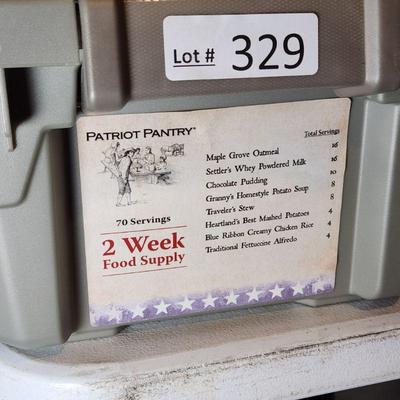 Lot # 329
PATRIOT PANTRY™
Total Servings
Maple Grove Oatmeal 16
Settler's Whey Powdered Milk 16
Chocolate Pudding 10
Granny's Homestyle Potato Soup 8
Traveler's Stew 8
Heartland's Best Mashed Potatoes 4
Blue Ribbon Creamy Chicken Rice 4
Traditional Fettuccine Alfredo 4
70 Servings
2 Week
Food Supply